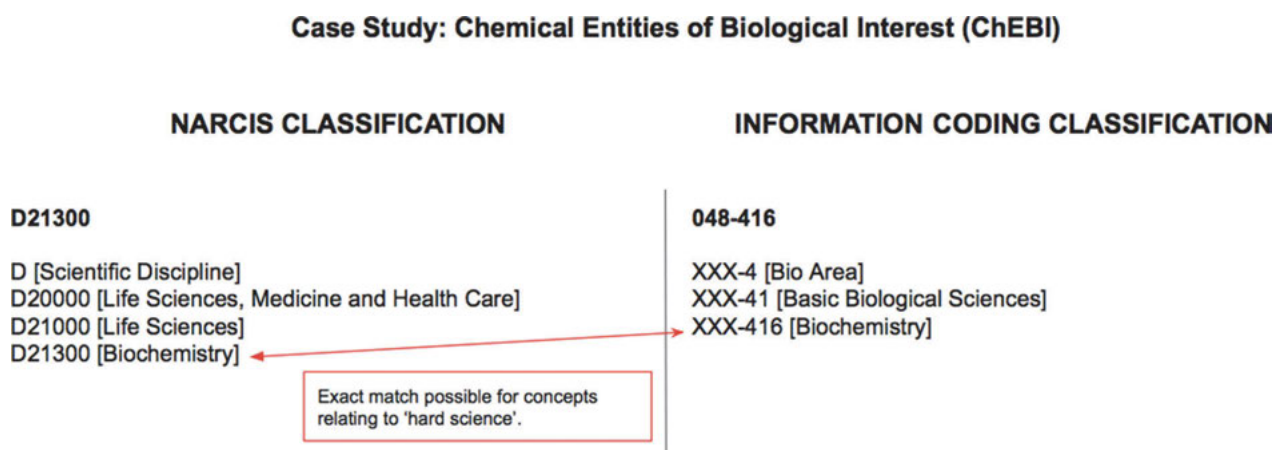 Case Study: Chemical Entities of Biological Interest (ChEBI)
NARCIS CLASSIFICATION
D21300
D [Scientific Discipline]
D20000 [Life Sciences, Medicine and Health Care]
D21000 [Life Sciences]
D21300 [Biochemistry]
Exact match possible for concepts
relating to ‘hard science’.
INFORMATION CODING CLASSIFICATION
048-416
XXX-4 [Bio Area]
XXX-41 [Basic Biological Sciences]
XXX-416 [Biochemistry]